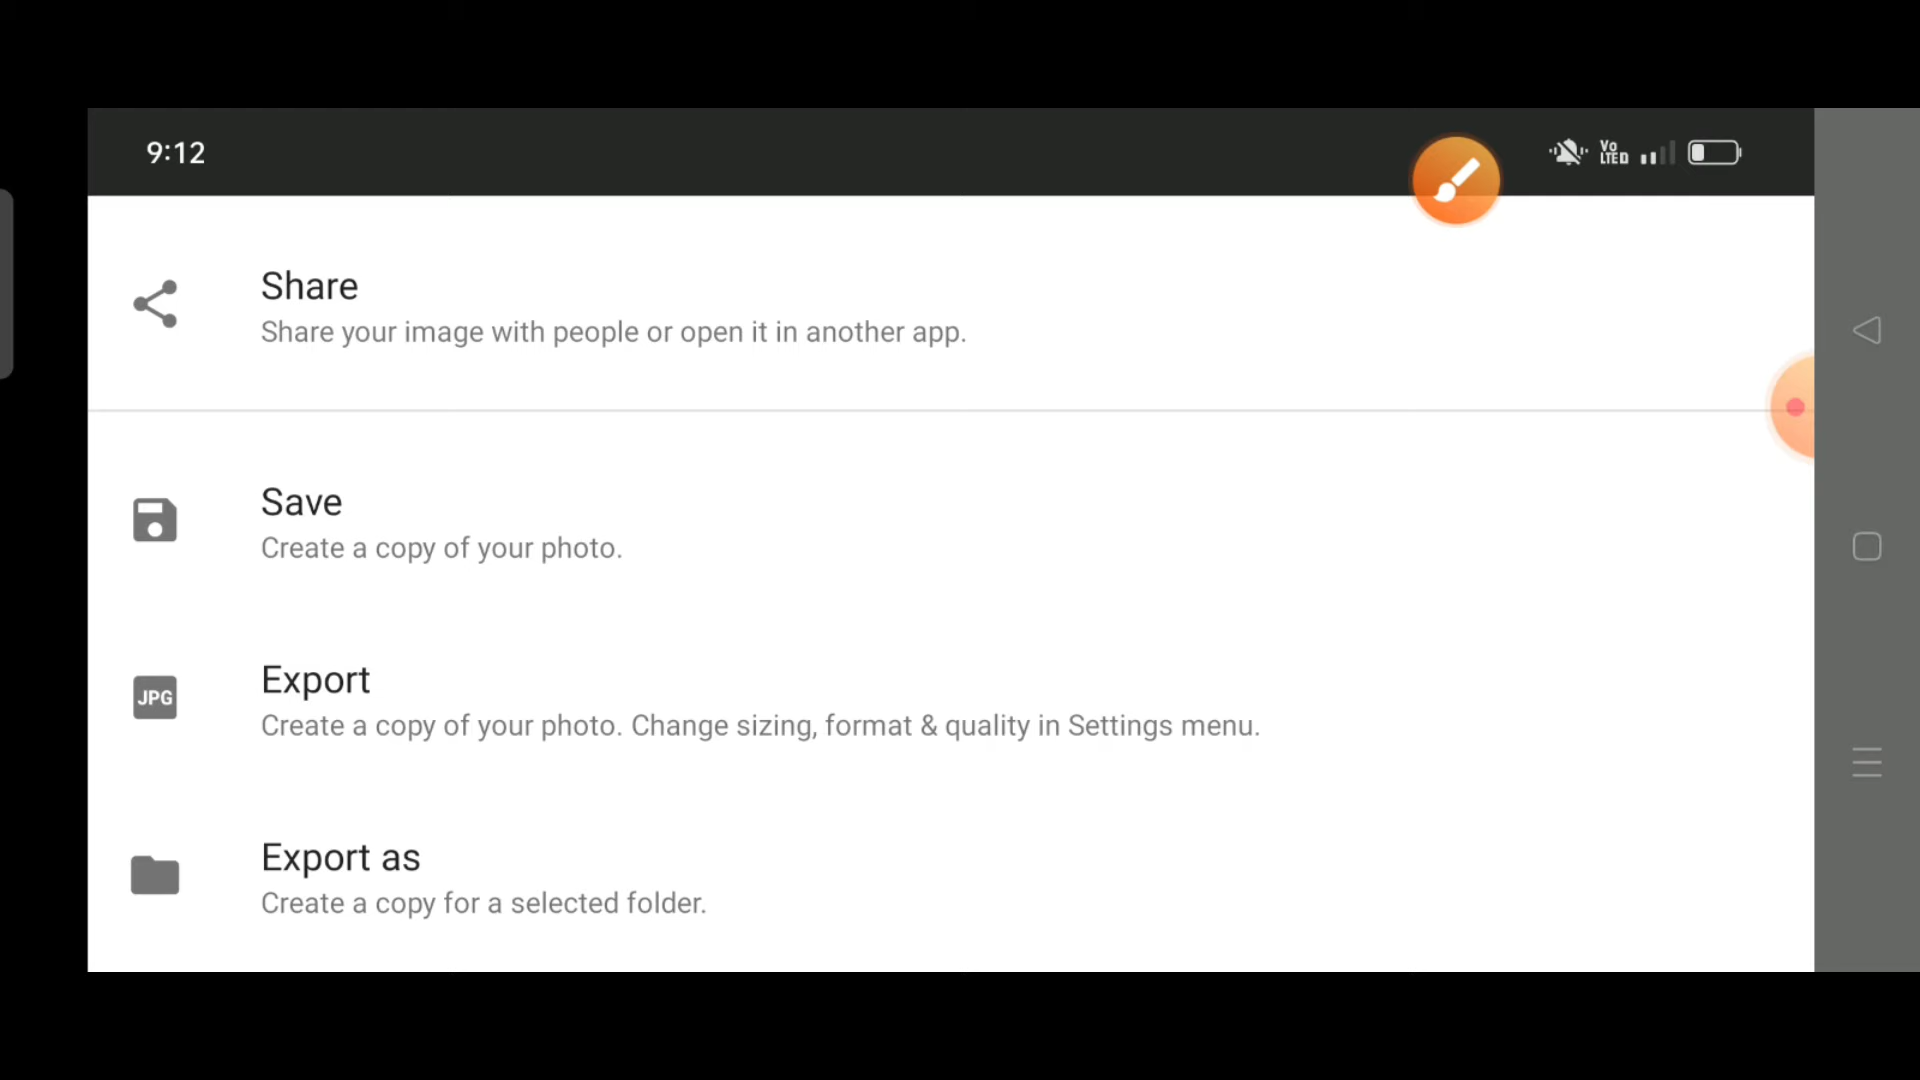 9:12
Vo
LTED
Share
Share your image with people or open it in another app.
Save
Create a copy of your photo.
JPG
Export
Create a copy of your photo. Change sizing, format & quality in Settings menu.
Export as
Create a copy for a selected folder.